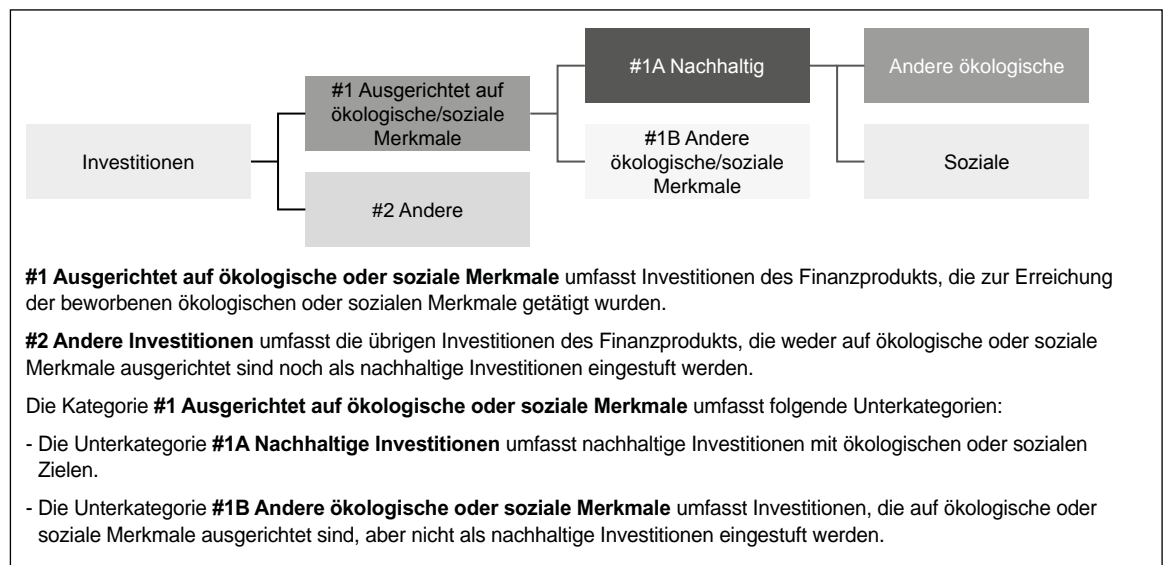 Investitionen
#1 Ausgerichtet auf
ökologische/soziale
Merkmale
#2 Andere
#1A Nachhaltig
#1B Andere
ökologische/soziale
Merkmale
Andere ökologische
Soziale
#1 Ausgerichtet auf ökologische oder soziale Merkmale umfasst Investitionen des Finanzprodukts, die zur Erreichung
der beworbenen ökologischen oder sozialen Merkmale getätigt wurden.
#2 Andere Investitionen umfasst die übrigen Investitionen des Finanzprodukts, die weder auf ökologische oder soziale
Merkmale ausgerichtet sind noch als nachhaltige Investitionen eingestuft werden.
Die Kategorie #1 Ausgerichtet auf ökologische oder soziale Merkmale umfasst folgende Unterkategorien:
- Die Unterkategorie #1A Nachhaltige Investitionen umfasst nachhaltige Investitionen mit ökologischen oder sozialen
Zielen.
- Die Unterkategorie #1B Andere ökologische oder soziale Merkmale umfasst Investitionen, die auf ökologische oder
soziale Merkmale ausgerichtet sind, aber nicht als nachhaltige Investitionen eingestuft werden.